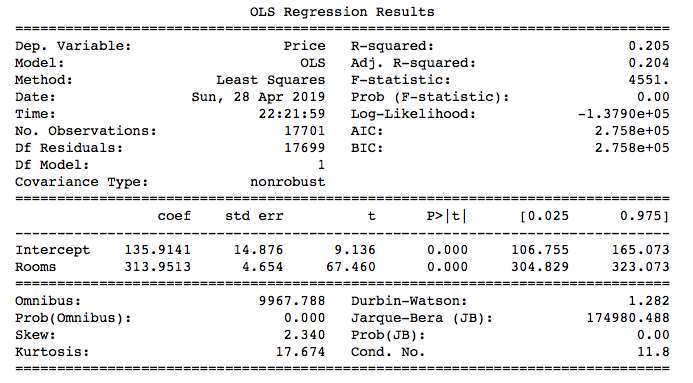 OLS Regression Results
==============================================================================
Dep. Variable:                  Price   R-squared:                       0.205
Model:                            OLS   Adj. R-squared:                  0.204
Method:                 Least Squares   F-statistic:                     4551.
Date:                Sun, 28 Apr 2019   Prob (F-statistic):               0.00
Time:                        22:21:59   Log-Likelihood:            -1.3790e+05
No. Observations:               17701   AIC:                         2.758e+05
Df Residuals:                   17699   BIC:                         2.758e+05
Df Model:                           1
Covariance Type:            nonrobust
==============================================================================
                 coef    std err          t      P>|t|      [0.025      0.975]
------------------------------------------------------------------------------
Intercept    135.9141     14.876      9.136      0.000     106.755     165.073
Rooms        313.9513      4.654     67.460      0.000     304.829     323.073
==============================================================================
Omnibus:                     9967.788   Durbin-Watson:                   1.282
Prob(Omnibus):                  0.000   Jarque-Bera (JB):           174980.488
Skew:                           2.340   Prob(JB):                         0.00
Kurtosis:                      17.674   Cond. No.                         11.8
==============================================================================